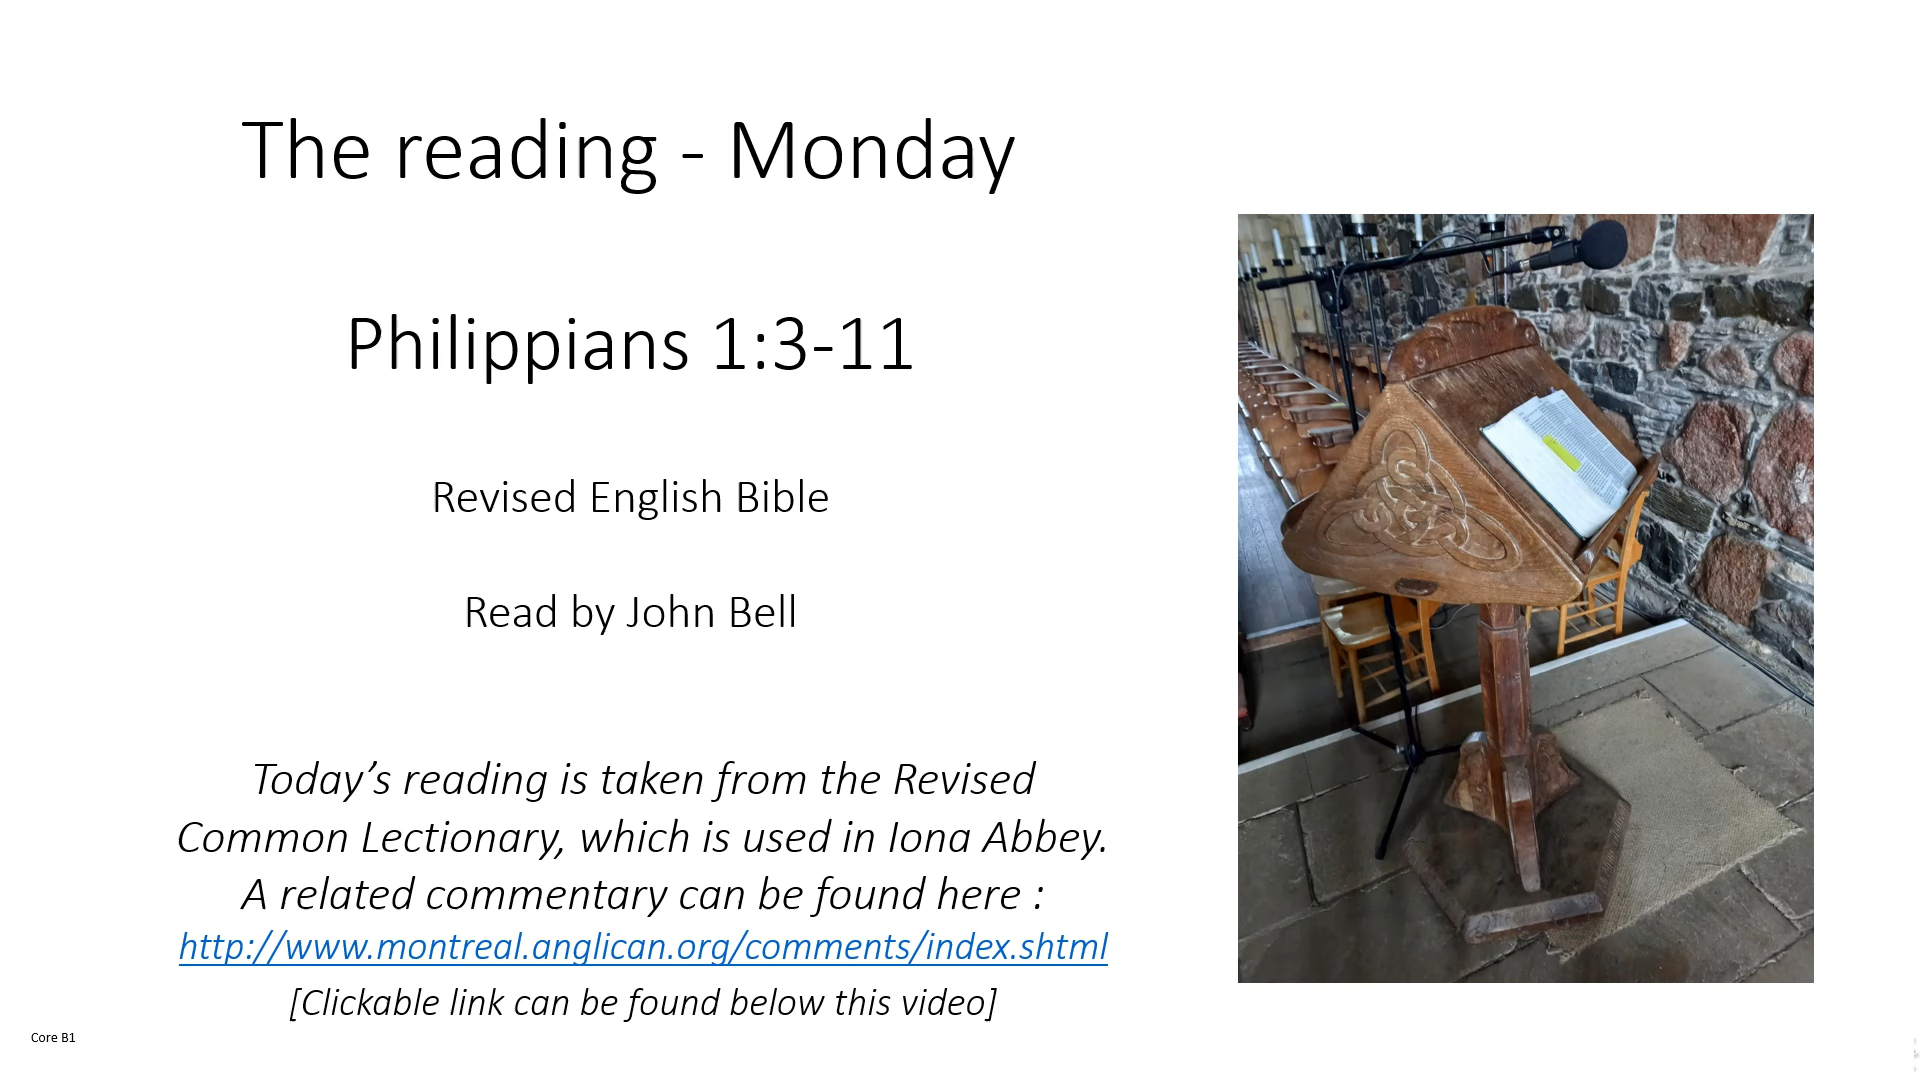 The reading - Monday
Philippians 1:3-11
Revised English Bible
Read by John Bell
Today’s reading is taken from the Revised
Common Lectionary, which is used in Iona Abbey.
A related commentary can be found here :
http://www.montreal.anglican.org/comments/index.shtml
[Clickable link can be found below this video]
Core B1